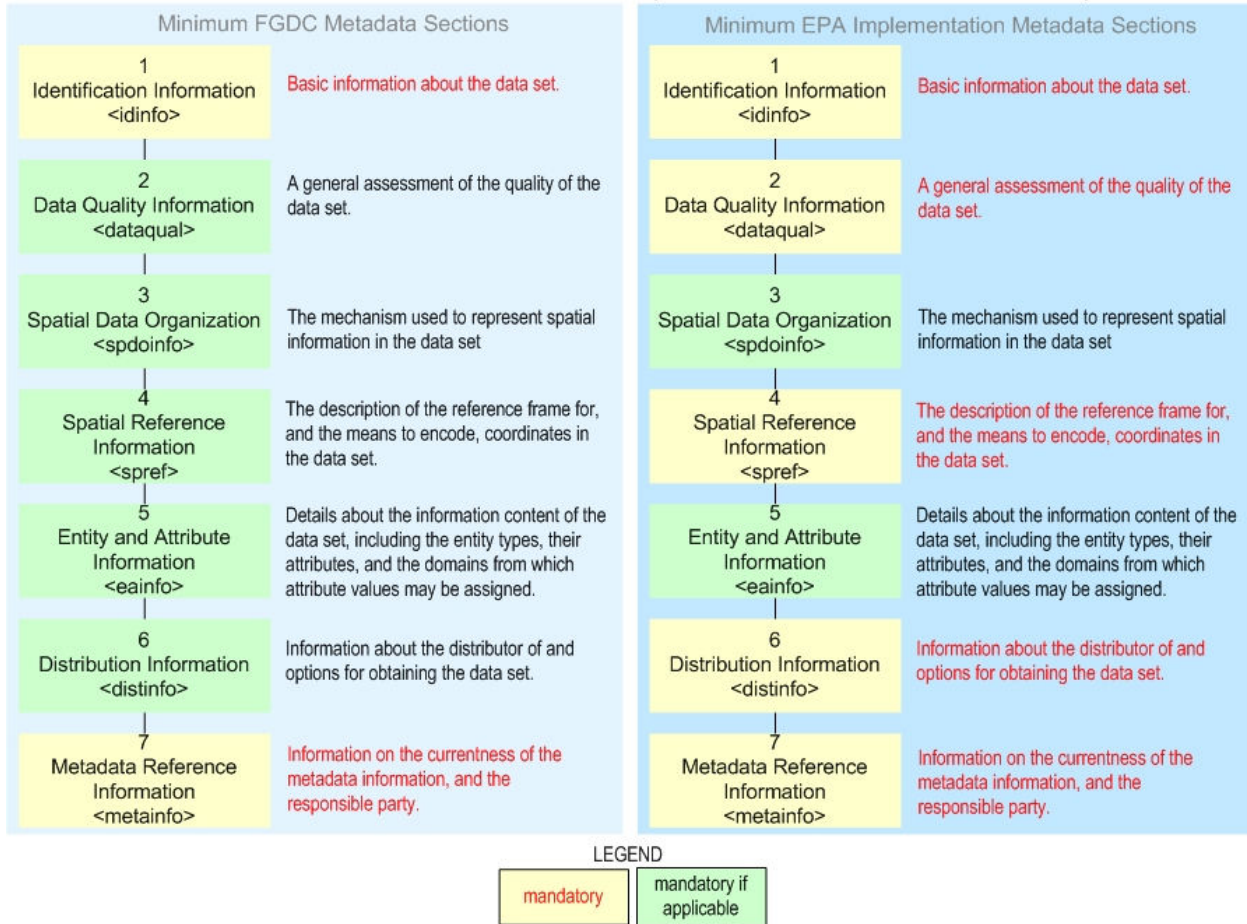 Minimum FGDC Metadata Sections
1
Identification Information
<idinfo>
Basic information about the data set.
2
Data Quality Information
<dataqual>
A general assessment of the quality of the
data set.
3
Spatial Data Organization
<spdoinfo>
The mechanism used to represent spatial
information in the data set
4
Spatial Reference
Information
<spref>
The description of the reference frame for,
and the means to encode, coordinates in
the data set.
5
Entity and Attribute
Information
<eainfo>
Details about the information content of the
data set, including the entity types, their
attributes, and the domains from which
attribute values may be assigned.
6
Distribution Information
<distinfo>
Information about the distributor of and
options for obtaining the data set.
7
Metadata Reference
Information
<metainfo>
Information on the currentness of the
metadata information, and the
responsible party.
Minimum EPA Implementation Metadata Sections
1
Identification Information
<idinfo>
Basic information about the data set.
2
Data Quality Information
<dataqual>
A general assessment of the quality of the
data set.
3
Spatial Data Organization
<spdoinfo>
The mechanism used to represent spatial
information in the data set
4
Spatial Reference
Information
<spref>
The description of the reference frame for,
and the means to encode, coordinates in
the data set.
5
Entity and Attribute
Information
<eainfo>
Details about the information content of the
data set, including the entity types, their
attributes, and the domains from which
attribute values may be assigned.
6
Distribution Information
<distinfo>
Information about the distributor of and
options for obtaining the data set.
7
Metadata Reference
Information
<metainfo>
Information on the currentness of the
metadata information, and the
responsible party.
LEGEND
mandatory
mandatory if
applicable